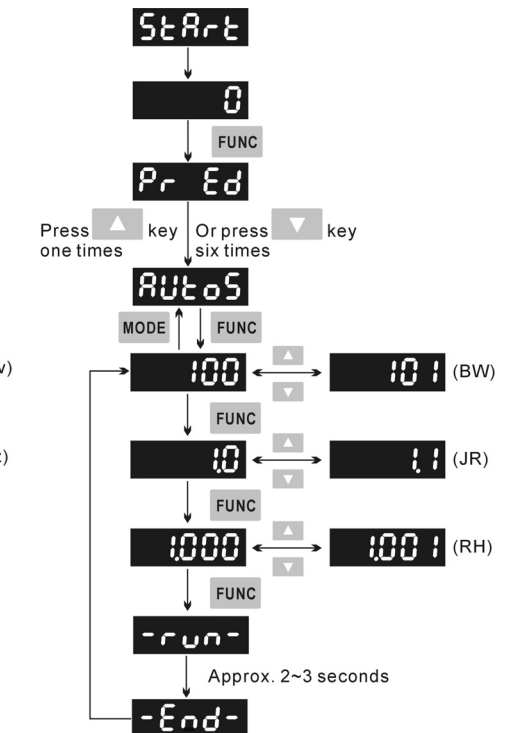 StArt
0
FUNC
Pr Ed
Press ▲ key Or press ▼ key
one times six times
AUtoS
MODE FUNC
100 101 (BW)
FUNC
1.0 1.1 (JR)
FUNC
1.000 1.001 (RH)
FUNC
-run-
Approx. 2~3 seconds
-End-